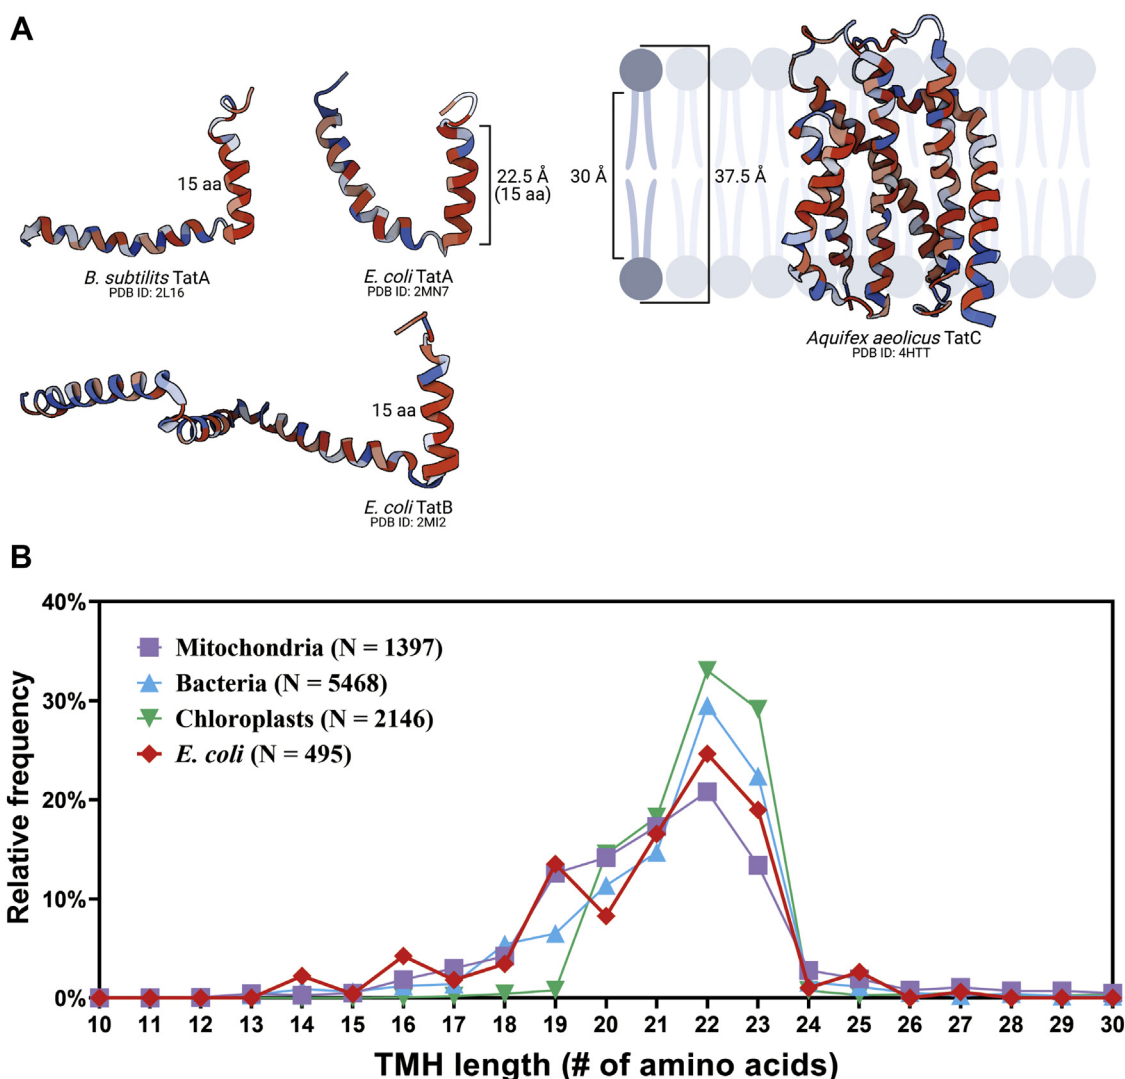 A
15 aa
B. subtilits TatA
PDB ID: 2L16
22.5 Å
(15 aa)
E. coli TatA
PDB ID: 2MN7
30 Å
37.5 Å
Aquifex aeolicus TatC
PDB ID: 4HTT
15 aa
E. coli TatB
PDB ID: 2MI2
B
Relative frequency
40%
30%
20%
10%
0%
Mitochondria (N = 1397)
Bacteria (N = 5468)
Chloroplasts (N = 2146)
E. coli (N = 495)
10 11 12 13 14 15 16 17 18 19 20 21 22 23 24 25 26 27 28 29 30
TMH length (# of amino acids)